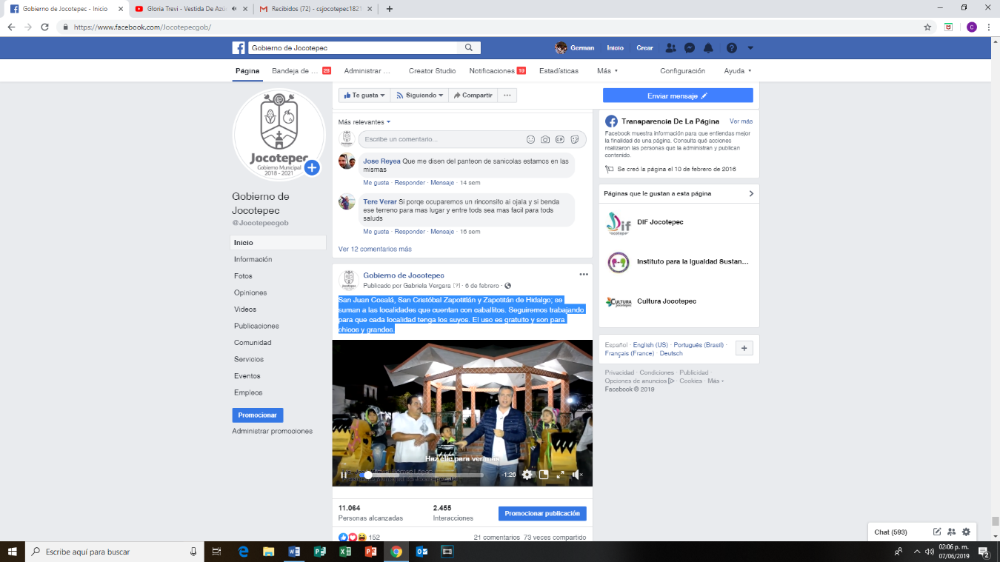 Gobierno de Jocotepec - Inicio
Gloria Trevi - Vestida De Azú
Recibidos (72) - csjocotepec1821
https://www.facebook.com/Jocotepecgob/
C
Gobierno de Jocotepec
German Inicio Crear
Página Bandeja de ... 28 Administrar ... Creator Studio Notificaciones 19 Estadísticas Más Configuración Ayuda
Te gusta Siguiendo Compartir ...
Enviar mensaje
Jocotepec
Gobierno Municipal
2018 - 2021
Gobierno de
Jocotepec
@Jocotepecgob
Inicio
Información
Fotos
Opiniones
Videos
Publicaciones
Comunidad
Servicios
Eventos
Empleos
Promocionar
Administrar promociones
Más relevantes
Escribe un comentario...
GIF
Jose Reyea Que me disen del panteon de sanicolas estamos en las
mismas
Me gusta · Responder · Mensaje · 14 sem
Tere Verar Si porqe ocuparemos un rinconsito ai ojala y si benda
ese terreno para mas lugar y entre tods sea mas facil para tods
saluds
Me gusta · Responder · Mensaje · 16 sem
Ver 12 comentarios más
Gobierno de Jocotepec
Publicado por Gabriela Vergara [?] · 6 de febrero ·
San Juan Cosalá, San Cristóbal Zapotitlán y Zapotitán de Hidalgo; se
suman a las localidades que cuentan con caballitos. Seguiremos trabajando
para que cada localidad tenga los suyos. El uso es gratuito y son para
chicos y grandes.
Haz clic para ver más
-1:20
11.064
Personas alcanzadas
2.455
Interacciones
Promocionar publicación
152
21 comentarios 73 veces compartido
Transparencia De La Página Ver más
Facebook muestra información para que entiendas mejor
la finalidad de una página. Consulta qué acciones
realizaron las personas que la administran y publican
contenido.
Se creó la página el 10 de febrero de 2016
Páginas que le gustan a esta página
Dif
Jocotepec
DIF Jocotepec
Instituto para la Igualdad Sustan...
CULTURA
Cultura Jocotepec
Español · English (US) · Português (Brasil) ·
Français (France) · Deutsch
Privacidad · Condiciones · Publicidad ·
Opciones de anuncios · Cookies · Más
Facebook © 2019
Chat (593)
Escribe aquí para buscar
02:06 p. m.
07/06/2019
2